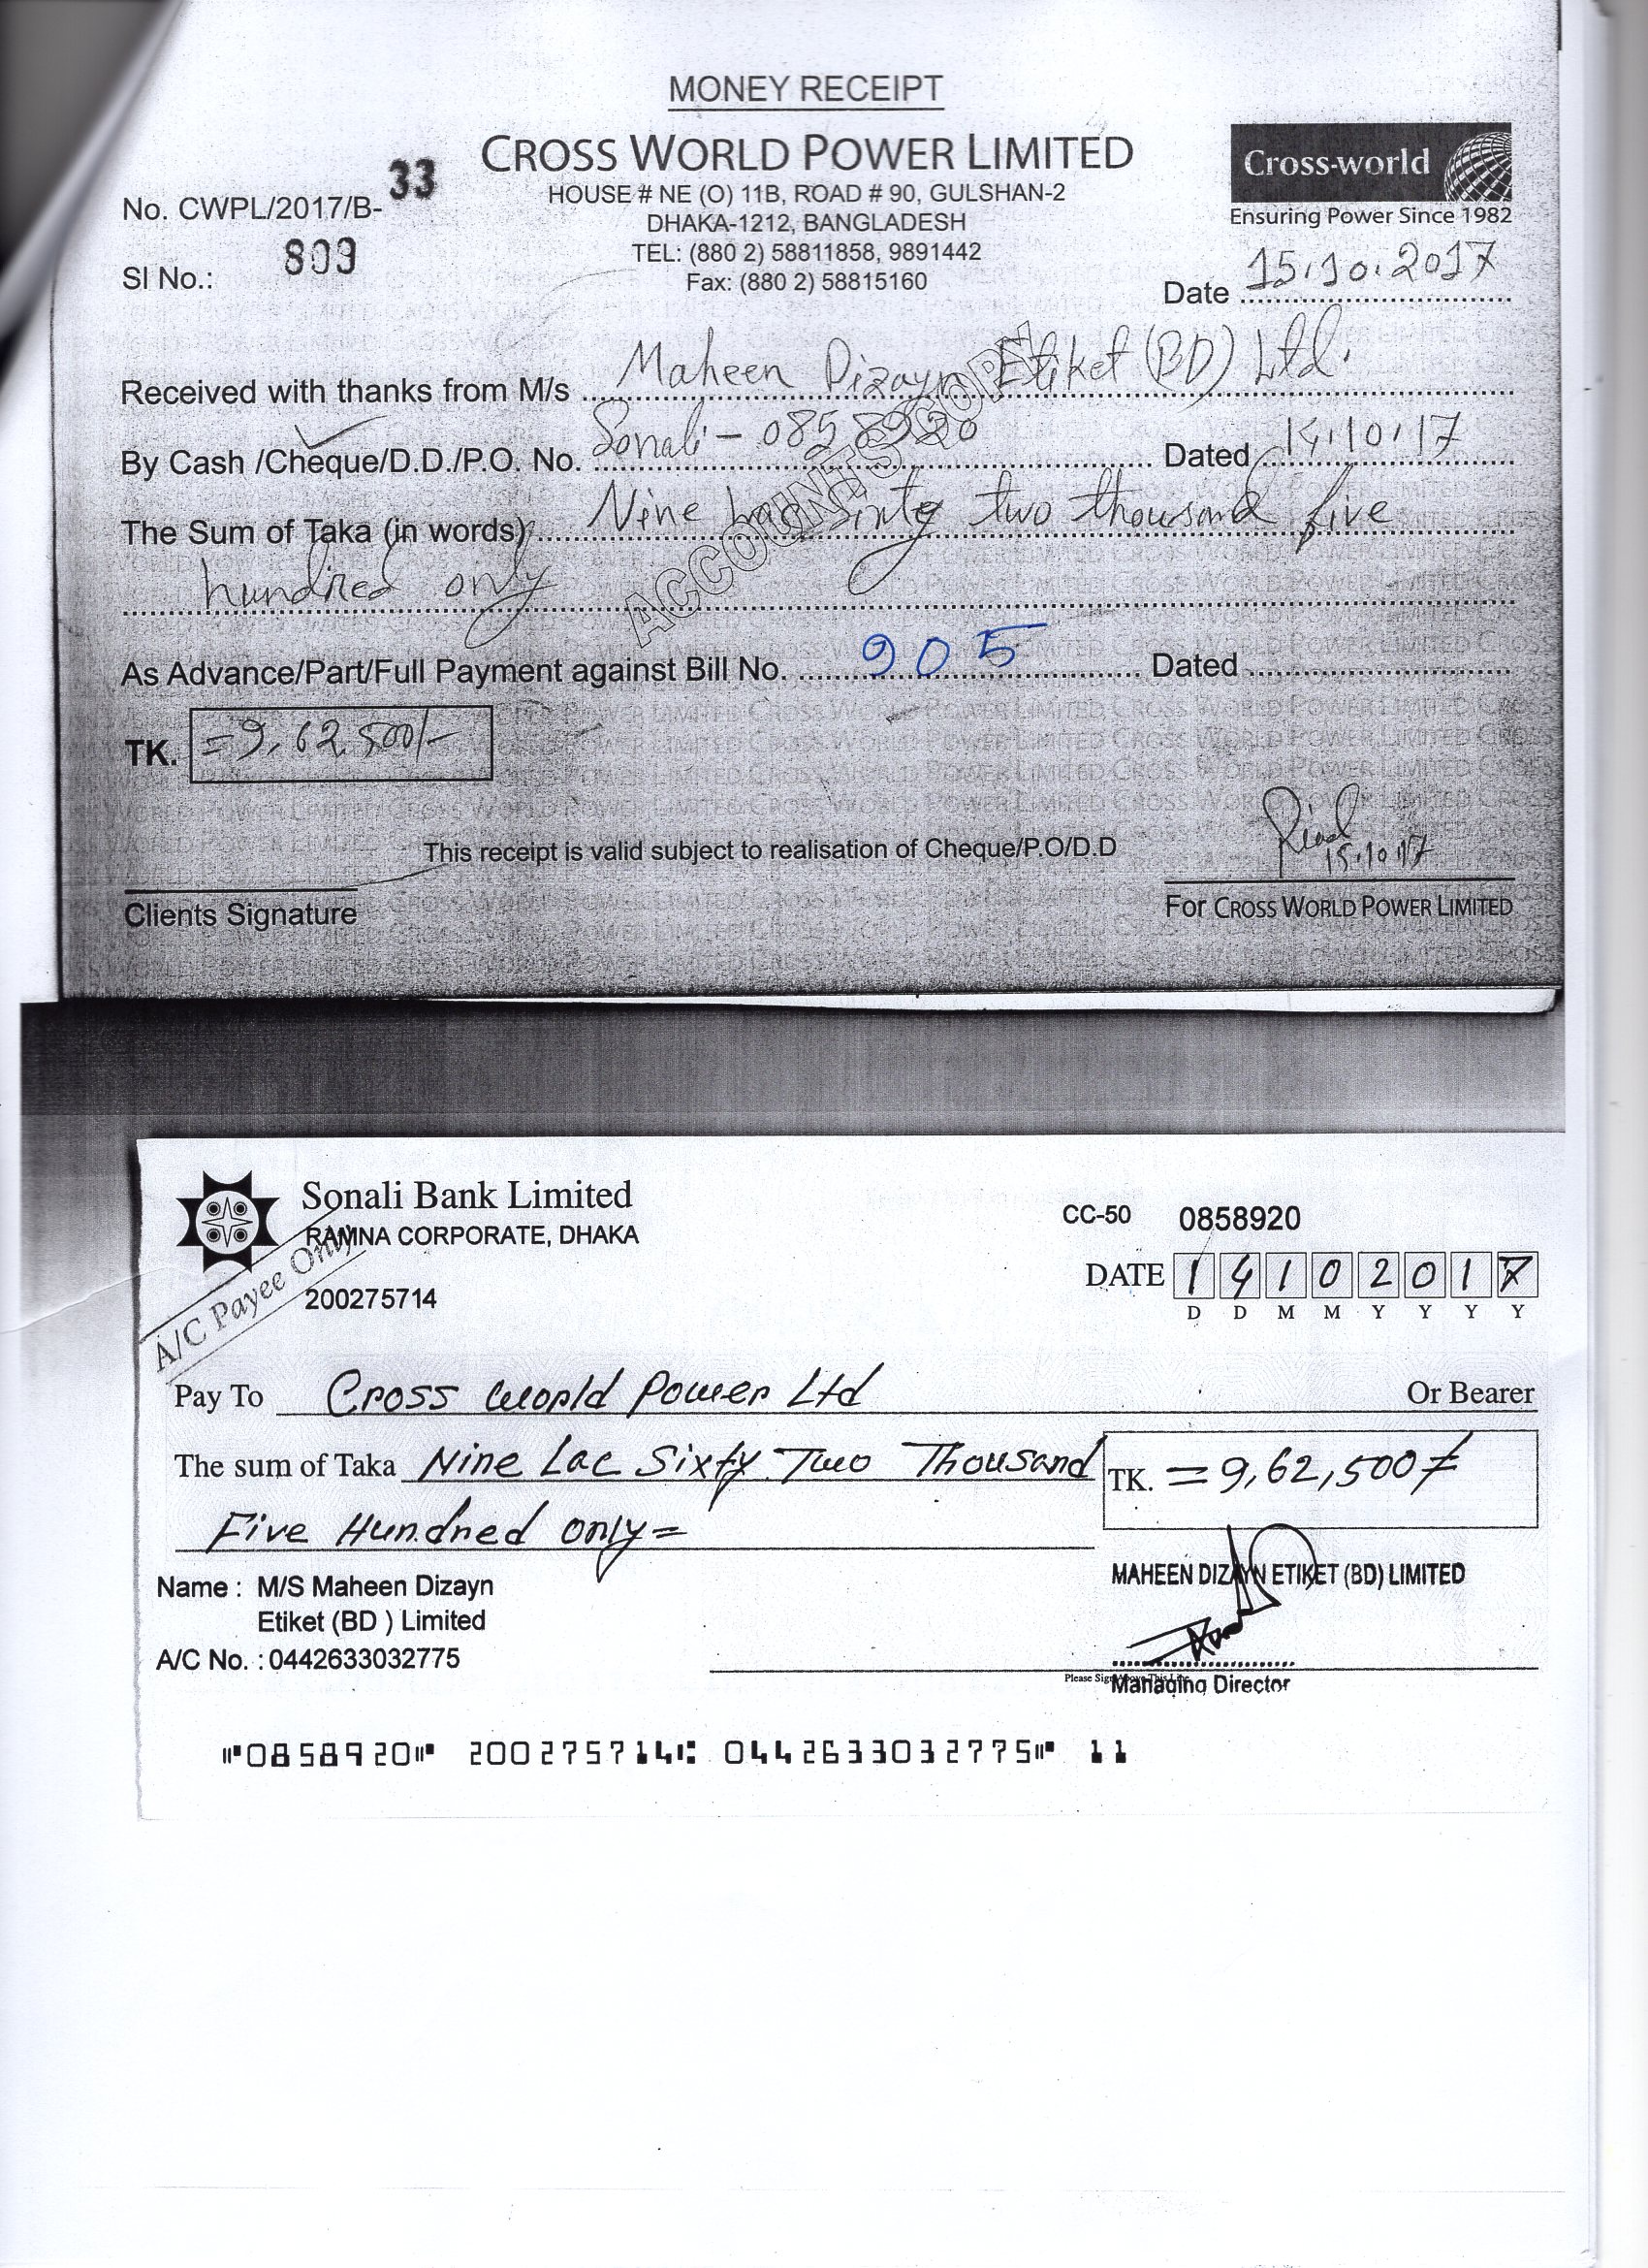 MONEY RECEIPT
CROSS WORLD POWER LIMITED
HOUSE # NE (O) 11B, ROAD # 90, GULSHAN-2
DHAKA-1212, BANGLADESH
TEL: (880 2) 58811858, 9891442
Fax: (880 2) 58815160
Cross-world
Ensuring Power Since 1982
No. CWPL/2017/B- 33
Sl No.: 809
Date 15.10.2017
Received with thanks from M/s Maheen Dizayn Etiket (BD) Ltd.
By Cash /Cheque/D.D./P.O. No. Sonali - 0858920 Dated 14.10.17
The Sum of Taka (in words) Nine lac sixty two thousand five
hundred only
ACCOUNTS COPY
As Advance/Part/Full Payment against Bill No. 905 Dated
TK. =9,62,500/-
This receipt is valid subject to realisation of Cheque/P.O/D.D
15.10.17
Clients Signature
For CROSS WORLD POWER LIMITED
Sonali Bank Limited
RAMNA CORPORATE, DHAKA
CC-50 0858920
A/C Payee Only
200275714
DATE 1 4 1 0 2 0 1 7
D D M M Y Y Y Y
Pay To Cross World Power Ltd Or Bearer
The sum of Taka Nine Lac Sixty Two Thousand
TK. =9,62,500/=
Five Hundred only=
Name : M/S Maheen Dizayn
Etiket (BD ) Limited
A/C No. : 0442633032775
MAHEEN DIZAYN ETIKET (BD) LIMITED
Please Sign Above This Line
Managing Director
⑈0858920⑈ 200275714⑆ 0442633032775⑈ 11